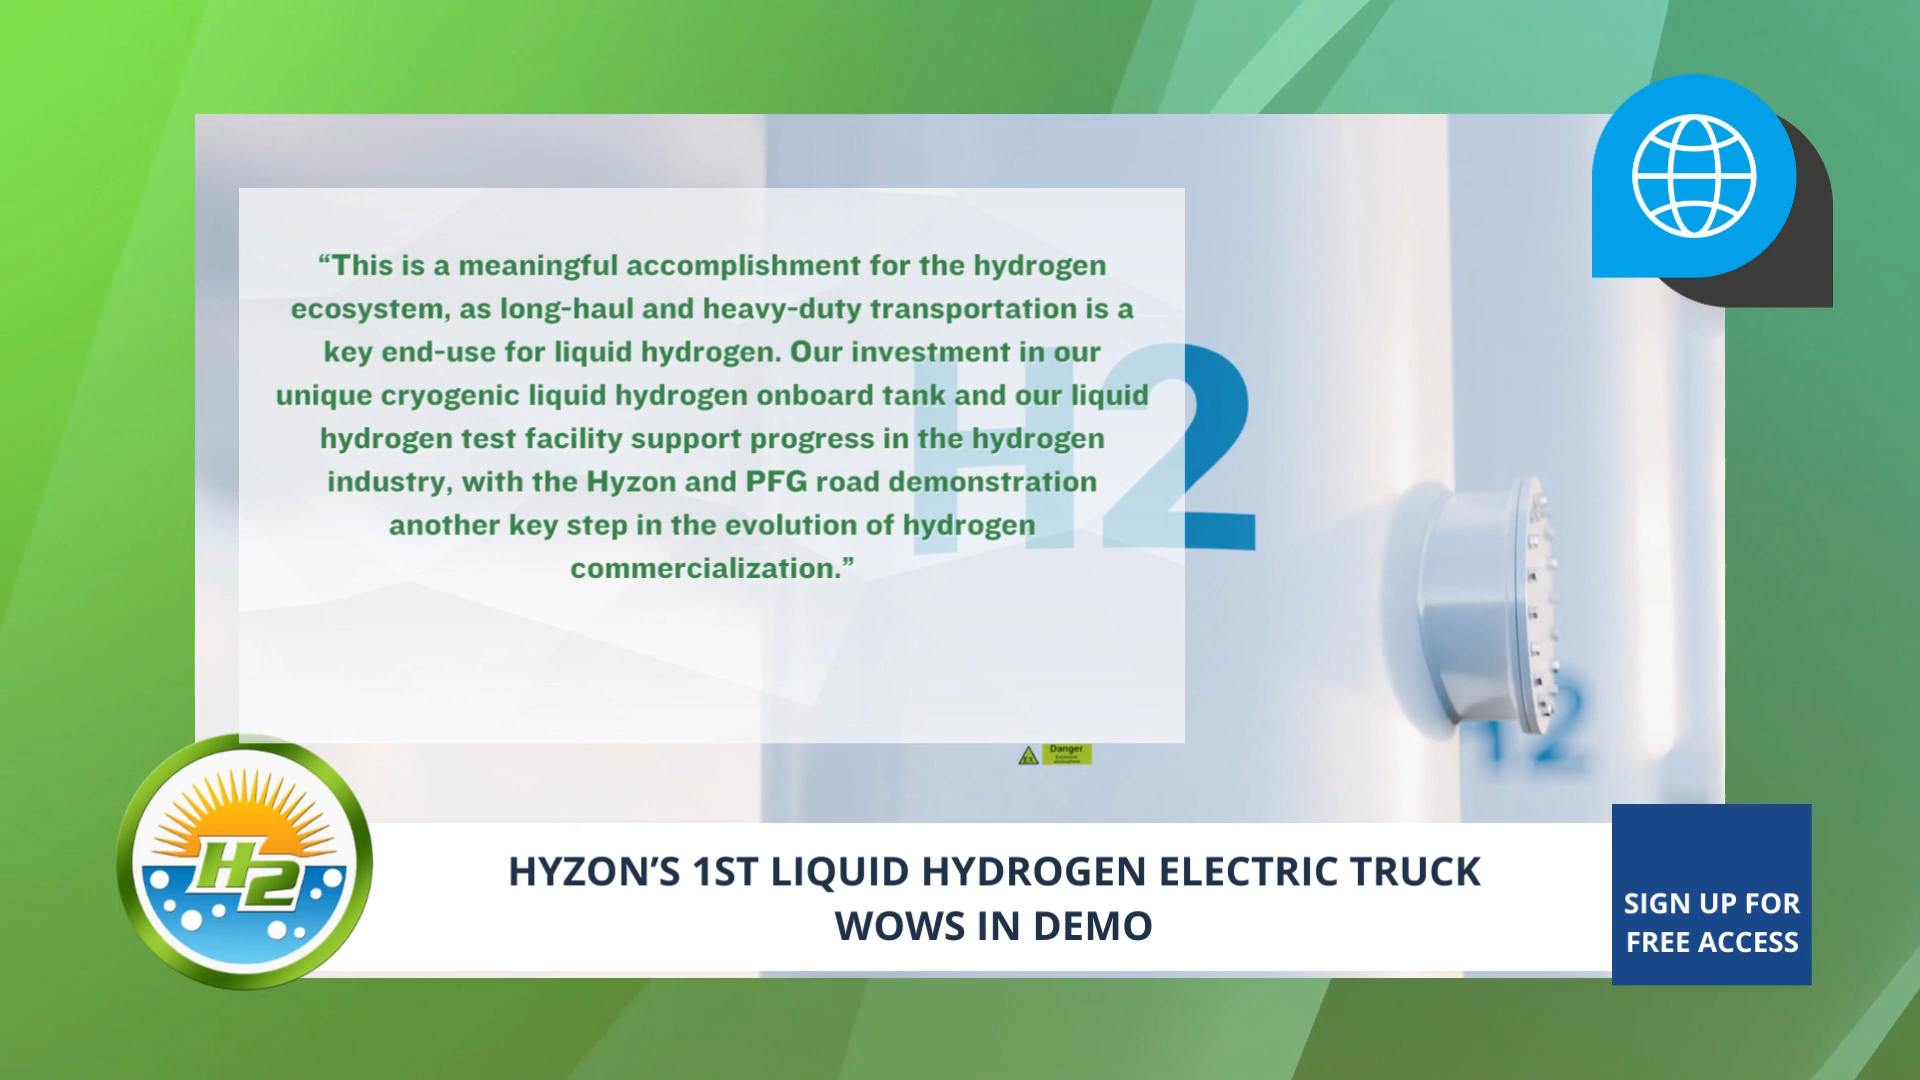 “This is a meaningful accomplishment for the hydrogen
ecosystem, as long-haul and heavy-duty transportation is a
key end-use for liquid hydrogen. Our investment in our
unique cryogenic liquid hydrogen onboard tank and our liquid
hydrogen test facility support progress in the hydrogen
industry, with the Hyzon and PFG road demonstration
another key step in the evolution of hydrogen
commercialization.”
H2
Danger
H2
HYZON’S 1ST LIQUID HYDROGEN ELECTRIC TRUCK
WOWS IN DEMO
SIGN UP FOR
FREE ACCESS